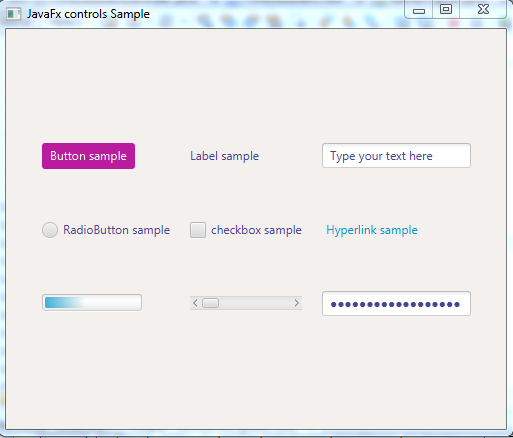 JavaFx controls Sample
Button sample
Label sample
Type your text here
RadioButton sample
checkbox sample
Hyperlink sample
••••••••••••••••••